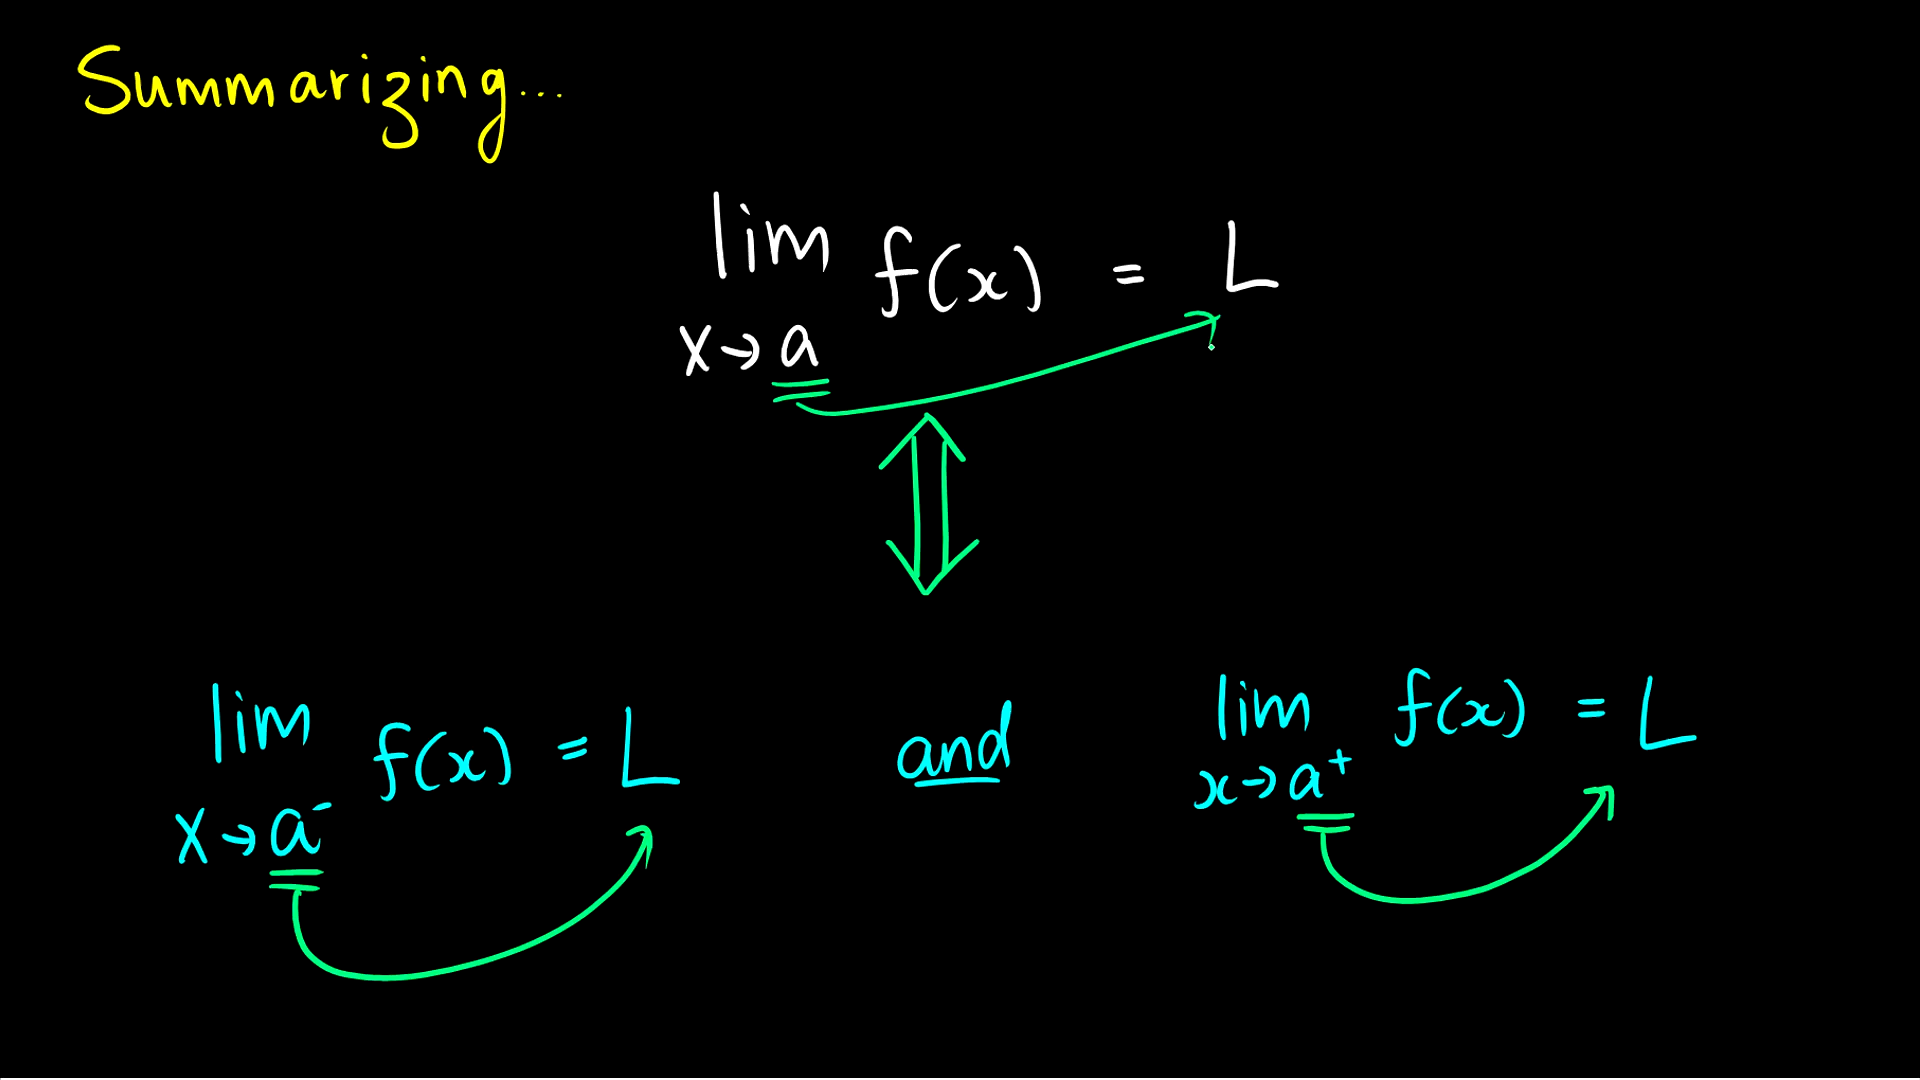 Summarizing...
lim f(x) = L
x→a
⇕
lim f(x) = L and lim f(x) = L
x→a⁻ x→a⁺